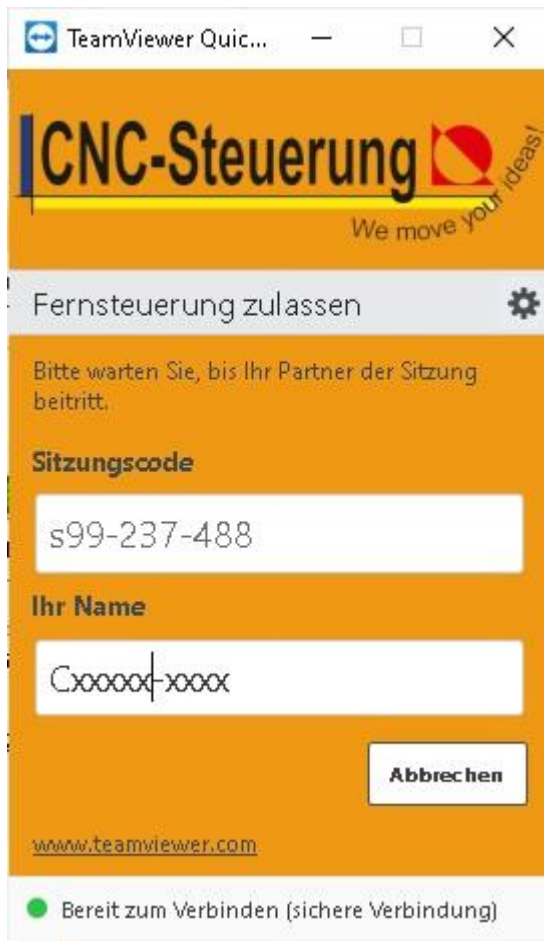 TeamViewer Quic...
CNC-Steuerung
We move your ideas!
Fernsteuerung zulassen
Bitte warten Sie, bis Ihr Partner der Sitzung
beitritt.
Sitzungscode
s99-237-488
Ihr Name
Cxxxxx-xxxx
Abbrechen
www.teamviewer.com
Bereit zum Verbinden (sichere Verbindung)